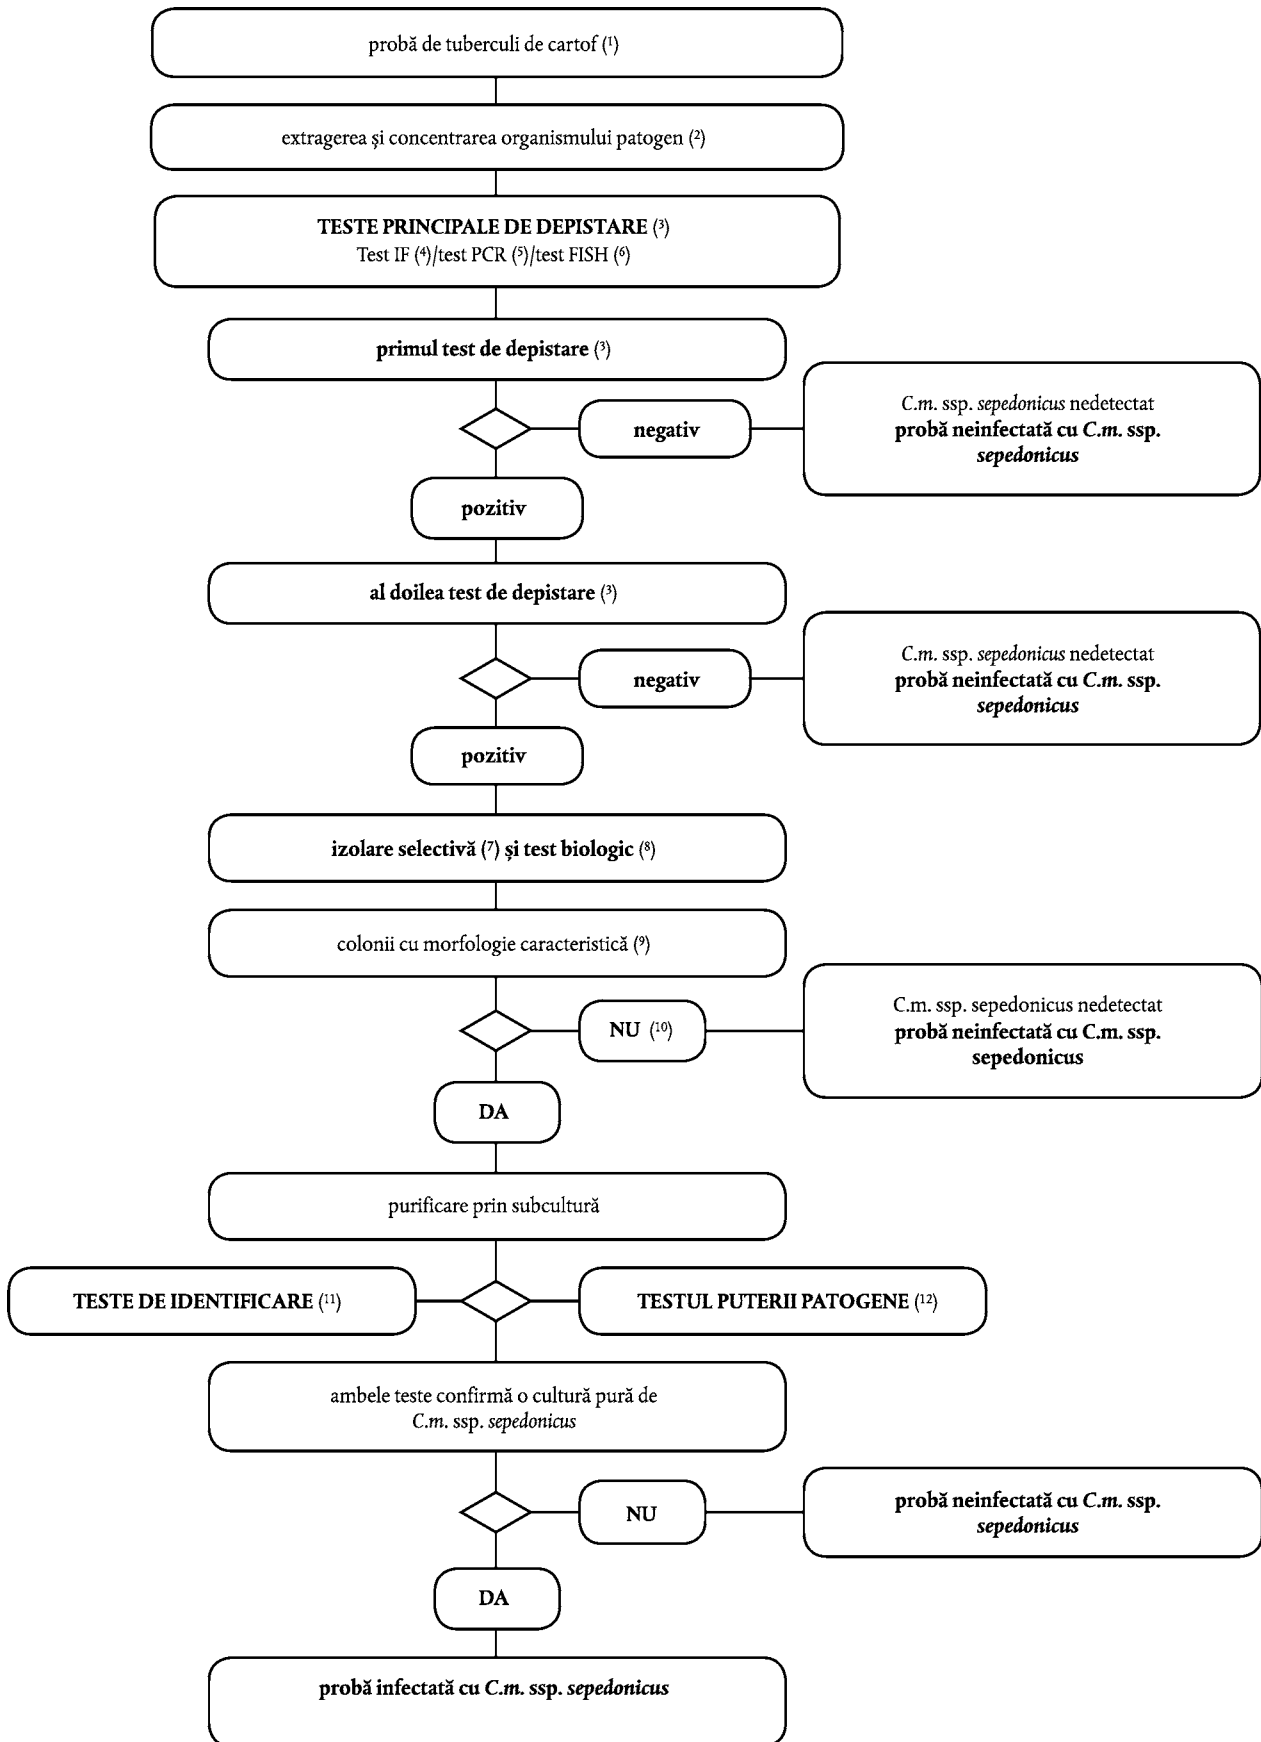 probă de tuberculi de cartof (¹)
extragerea și concentrarea organismului patogen (²)
TESTE PRINCIPALE DE DEPISTARE (³)
Test IF (⁴)/test PCR (⁵)/test FISH (⁶)
primul test de depistare (³)
negativ
C.m. ssp. sepedonicus nedetectat
probă neinfectată cu C.m. ssp.
sepedonicus
pozitiv
al doilea test de depistare (³)
negativ
C.m. ssp. sepedonicus nedetectat
probă neinfectată cu C.m. ssp.
sepedonicus
pozitiv
izolare selectivă (⁷) și test biologic (⁸)
colonii cu morfologie caracteristică (⁹)
NU (¹⁰)
C.m. ssp. sepedonicus nedetectat
probă neinfectată cu C.m. ssp.
sepedonicus
DA
purificare prin subcultură
TESTE DE IDENTIFICARE (¹¹)
TESTUL PUTERII PATOGENE (¹²)
ambele teste confirmă o cultură pură de
C.m. ssp. sepedonicus
NU
probă neinfectată cu C.m. ssp.
sepedonicus
DA
probă infectată cu C.m. ssp. sepedonicus